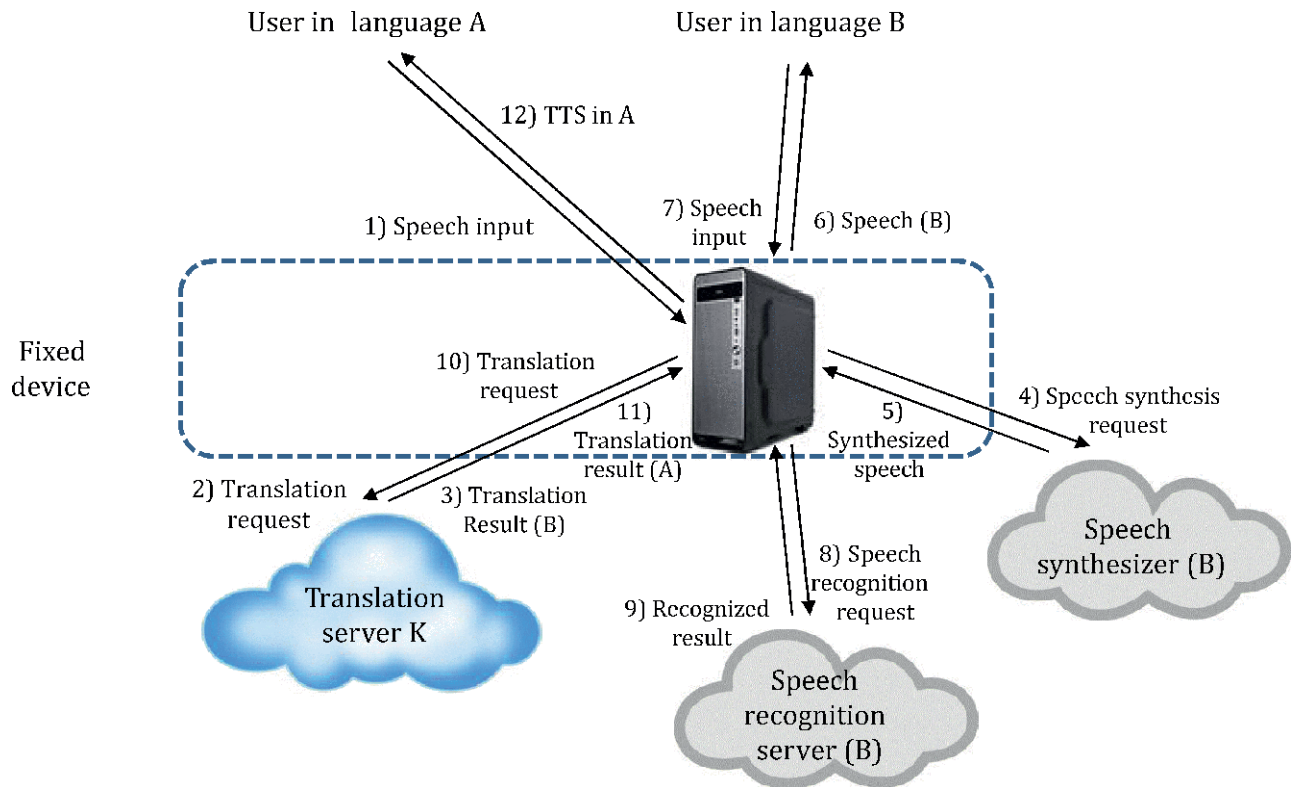 User in language A
User in language B
12) TTS in A
1) Speech input
7) Speech
input
6) Speech (B)
Fixed
device
10) Translation
request
11)
Translation
result (A)
5)
Synthesized
speech
4) Speech synthesis
request
2) Translation
request
3) Translation
Result (B)
Speech
synthesizer (B)
Translation
server K
8) Speech
recognition
request
9) Recognized
result
Speech
recognition
server (B)